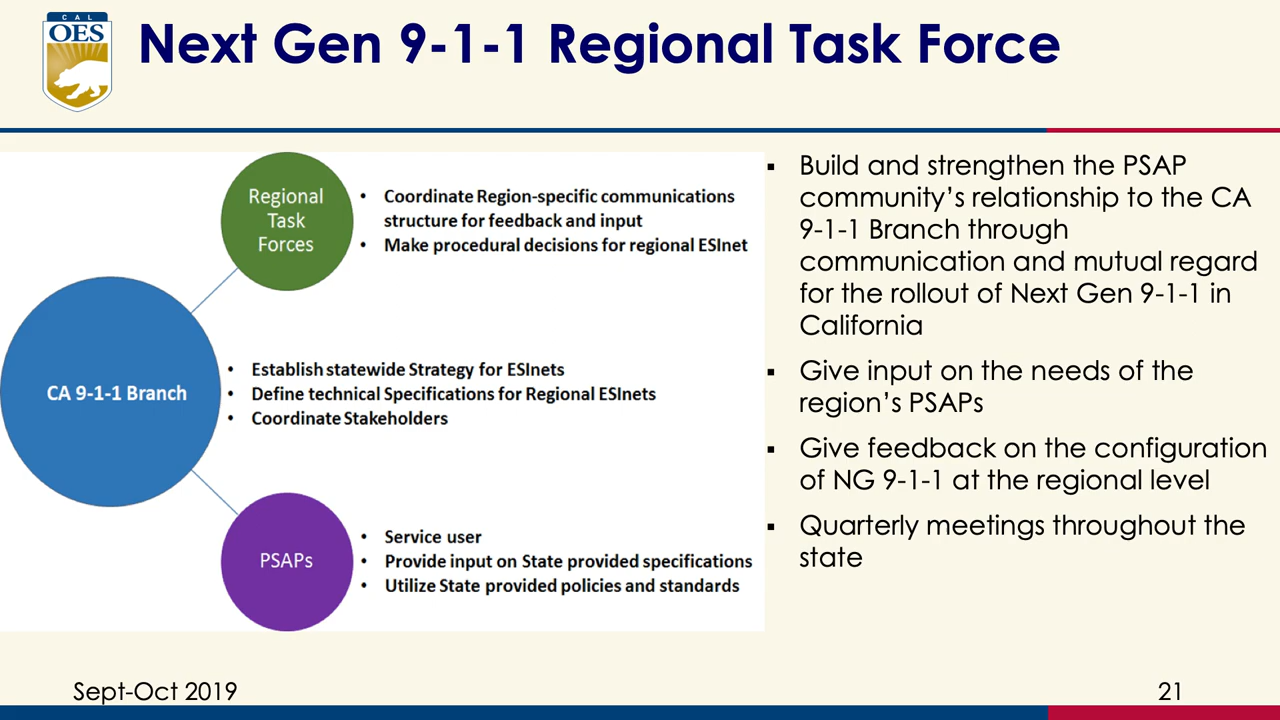 CAL
OES
Next Gen 9-1-1 Regional Task Force
Regional
Task
Forces
• Coordinate Region-specific communications
structure for feedback and input
• Make procedural decisions for regional ESInet
CA 9-1-1 Branch
• Establish statewide Strategy for ESInets
• Define technical Specifications for Regional ESInets
• Coordinate Stakeholders
PSAPs
• Service user
• Provide input on State provided specifications
• Utilize State provided policies and standards
▪ Build and strengthen the PSAP
community’s relationship to the CA
9-1-1 Branch through
communication and mutual regard
for the rollout of Next Gen 9-1-1 in
California
▪ Give input on the needs of the
region’s PSAPs
▪ Give feedback on the configuration
of NG 9-1-1 at the regional level
▪ Quarterly meetings throughout the
state
Sept-Oct 2019
21